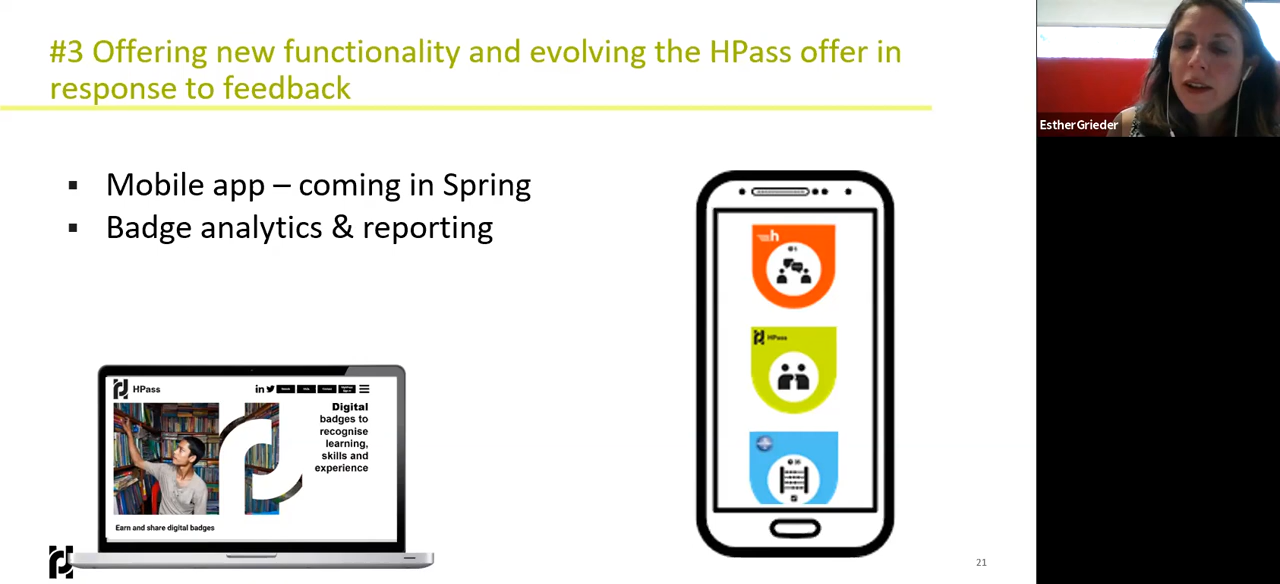 #3 Offering new functionality and evolving the HPass offer in
response to feedback
EstherGrieder
▪ Mobile app – coming in Spring
▪ Badge analytics & reporting
h
HPass
HPass
in
Digital
badges to
recognise
learning,
skills and
experience
Earn and share digital badges
21